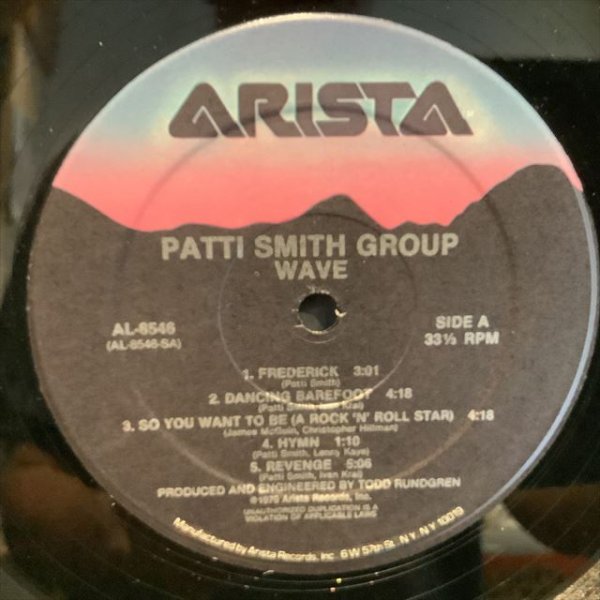 ARISTA
PATTI SMITH GROUP
WAVE
AL-8546
(AL-8546-SA)
SIDE A
33⅓ RPM
1. FREDERICK 3:01
(Patti Smith)
2. DANCING BAREFOOT 4:18
(Patti Smith, Ivan Kral)
3. SO YOU WANT TO BE (A ROCK 'N' ROLL STAR) 4:18
(James McGuinn, Christopher Hillman)
4. HYMN 1:10
(Patti Smith, Lenny Kaye)
5. REVENGE 5:06
(Patti Smith, Ivan Kral)
PRODUCED AND ENGINEERED BY TODD RUNDGREN
Arista Records, Inc.
UNAUTHORIZED DUPLICATION IS A
VIOLATION OF APPLICABLE LAWS
Manufactured by Arista Records, Inc 6 W 57th St. N.Y. N.Y. 10019